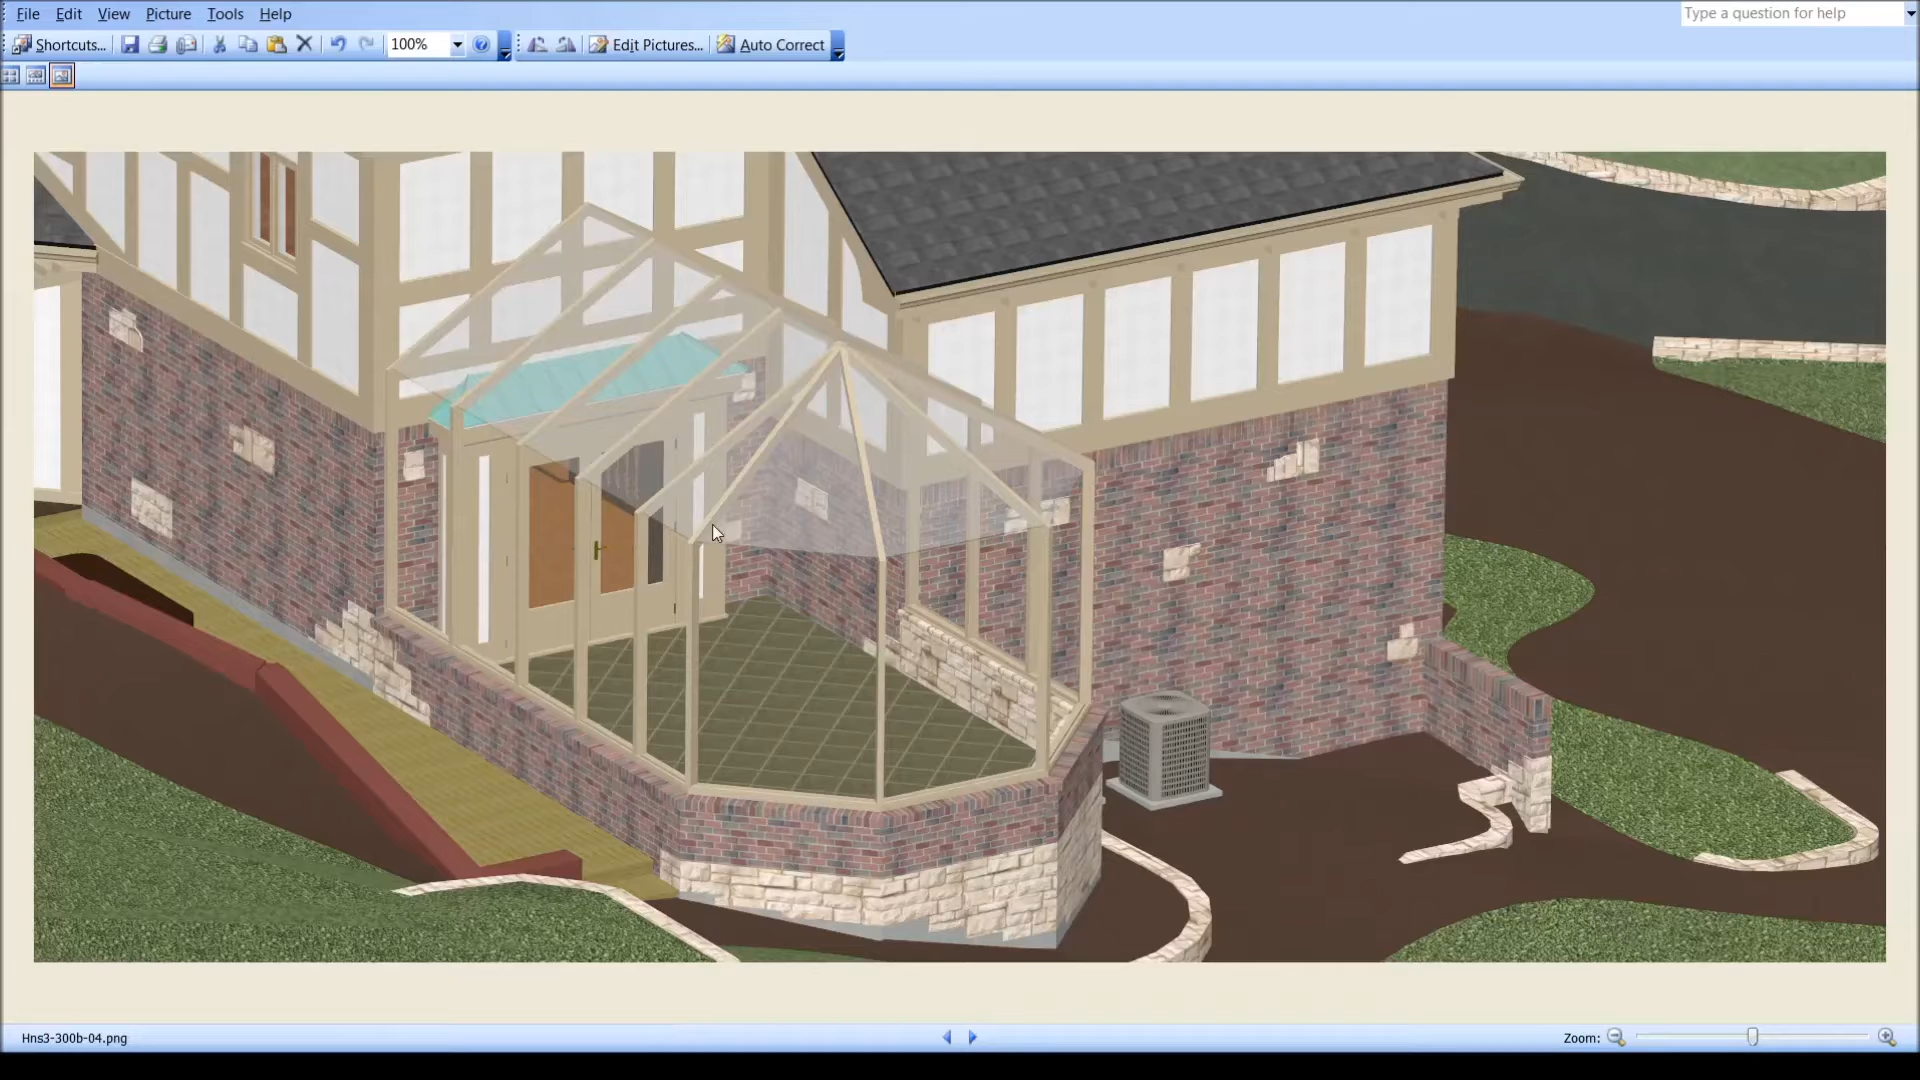 File Edit View Picture Tools Help
Type a question for help
Shortcuts... 100% Edit Pictures... Auto Correct
Hns3-300b-04.png
Zoom: